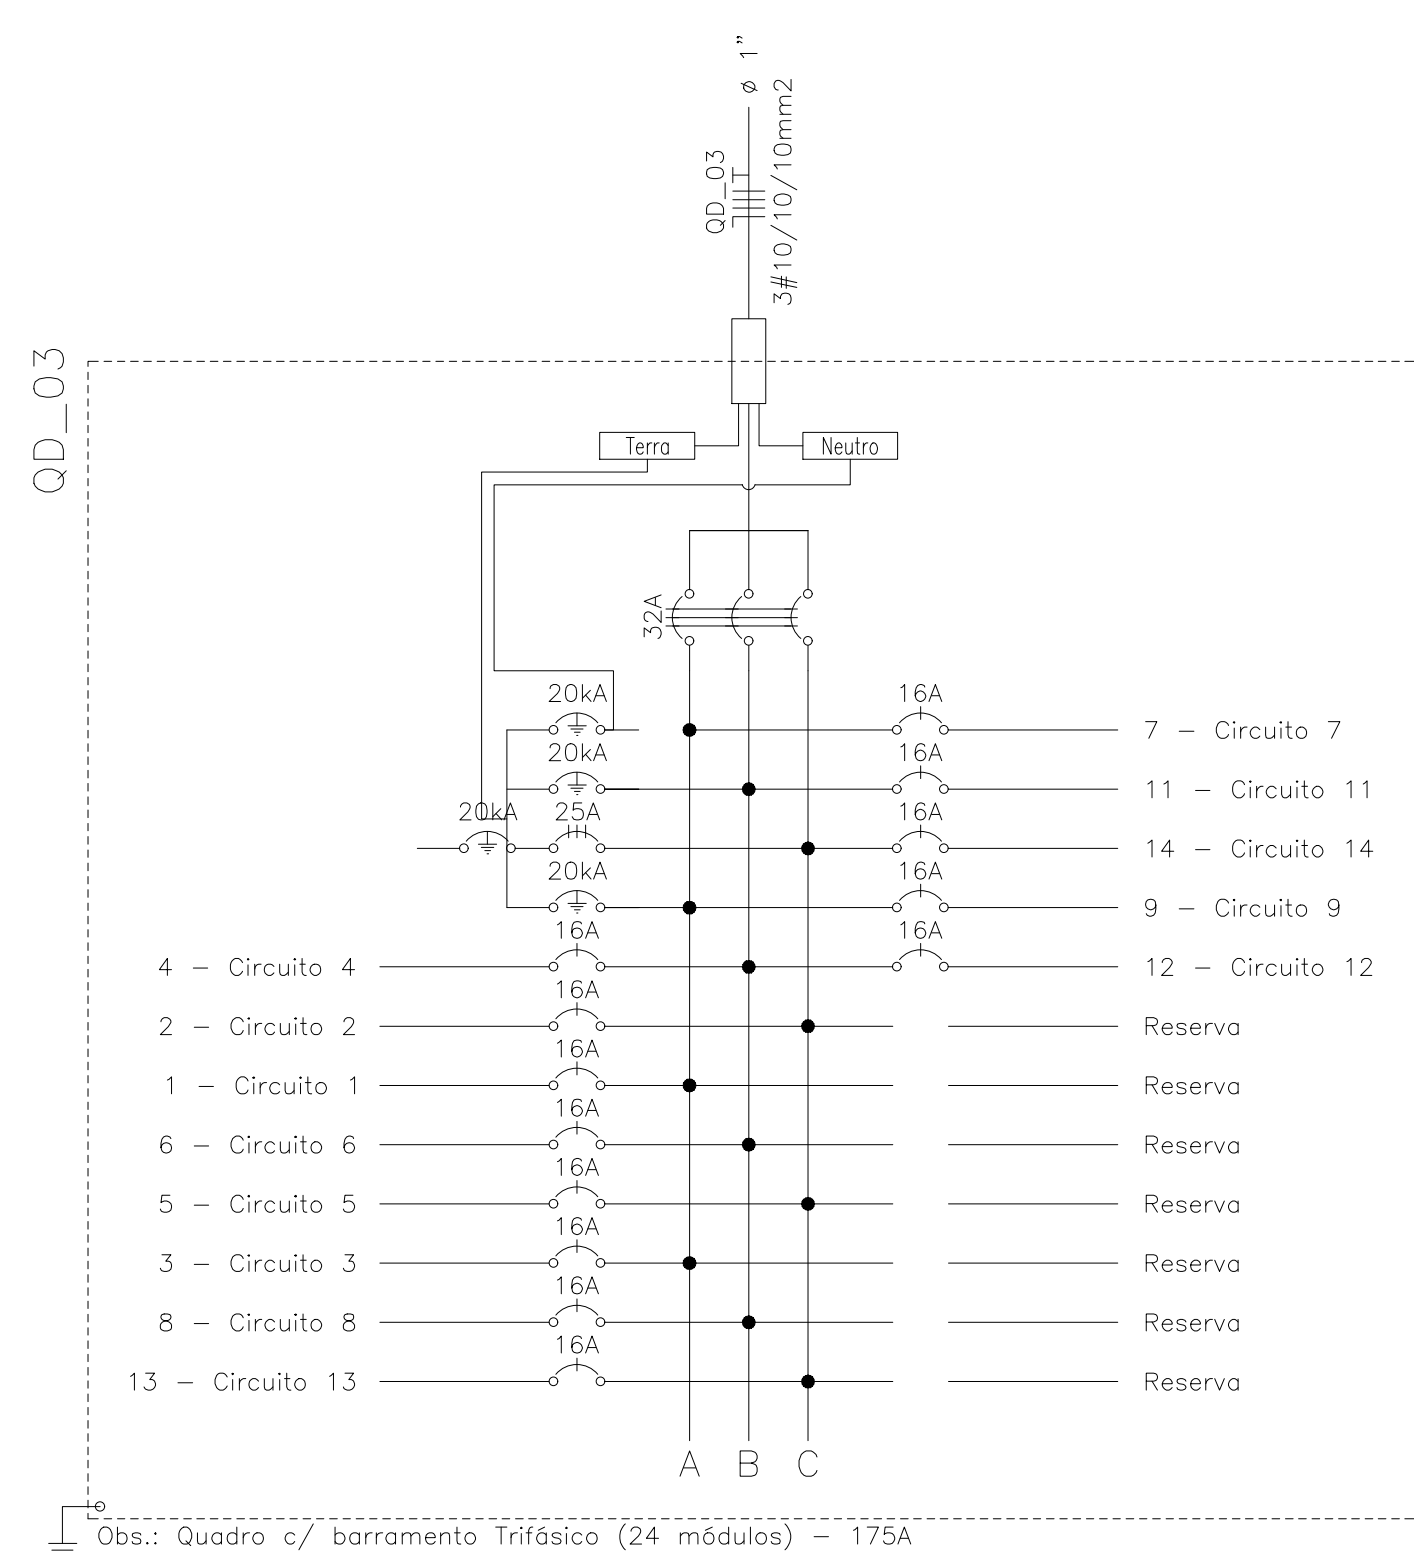 ø 1"
QD_03
3#10/10/10mm2
QD_03
Terra
Neutro
32A
20kA
16A
7 - Circuito 7
20kA
16A
11 - Circuito 11
20kA
25A
16A
14 - Circuito 14
20kA
16A
9 - Circuito 9
16A
16A
4 - Circuito 4
12 - Circuito 12
16A
2 - Circuito 2
Reserva
16A
1 - Circuito 1
Reserva
16A
6 - Circuito 6
Reserva
16A
5 - Circuito 5
Reserva
16A
3 - Circuito 3
Reserva
16A
8 - Circuito 8
Reserva
16A
13 - Circuito 13
Reserva
A B C
Obs.: Quadro c/ barramento Trifásico (24 módulos) - 175A